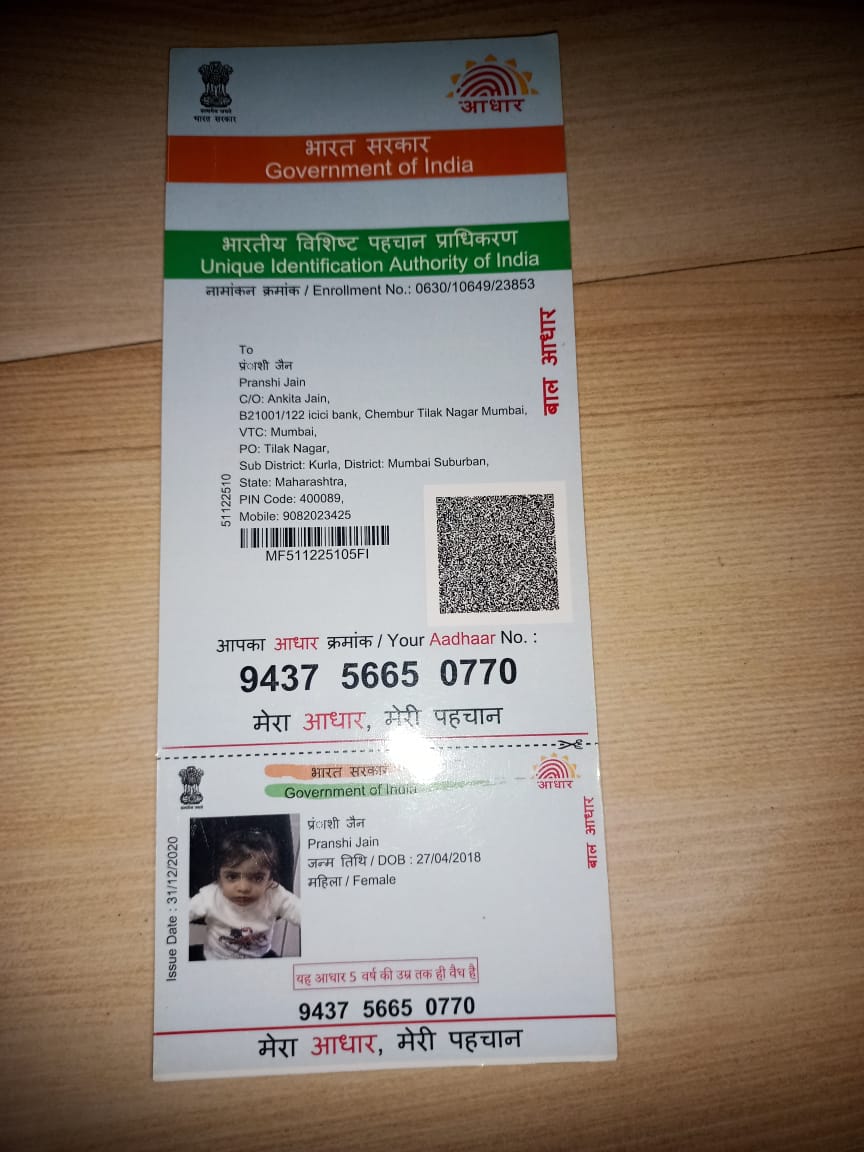 सत्यमेव जयते
भारत सरकार
आधार
भारत सरकार
Government of India
भारतीय विशिष्ट पहचान प्राधिकरण
Unique Identification Authority of India
नामांकन क्रमांक / Enrollment No.: 0630/10649/23853
बाल आधार
To
प्रंाशी जैन
Pranshi Jain
C/O: Ankita Jain,
B21001/122 icici bank, Chembur Tilak Nagar Mumbai,
VTC: Mumbai,
PO: Tilak Nagar,
Sub District: Kurla, District: Mumbai Suburban,
State: Maharashtra,
PIN Code: 400089,
Mobile: 9082023425
51122510
MF511225105FI
आपका आधार क्रमांक / Your Aadhaar No. :
9437 5665 0770
मेरा आधार, मेरी पहचान
भारत सरकार
Government of India
आधार
बाल आधार
Issue Date : 31/12/2020
प्रंाशी जैन
Pranshi Jain
जन्म तिथि / DOB : 27/04/2018
महिला / Female
यह आधार 5 वर्ष की उम्र तक ही वैध है
9437 5665 0770
मेरा आधार, मेरी पहचान